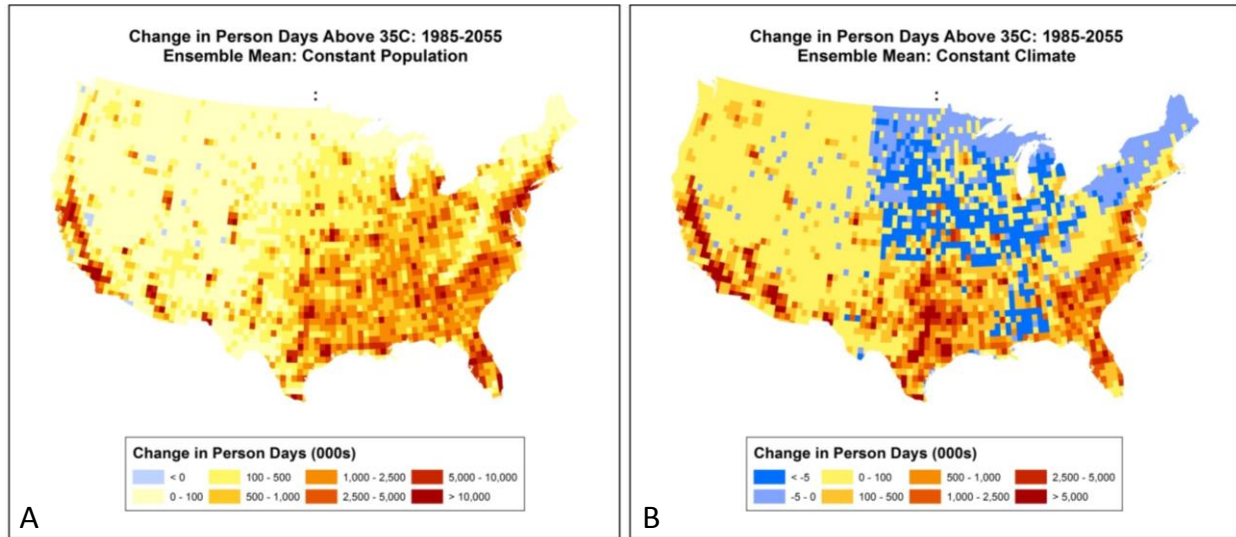 Change in Person Days Above 35C: 1985-2055
Ensemble Mean: Constant Population
:
Change in Person Days (000s)
< 0
100 - 500
1,000 - 2,500
5,000 - 10,000
0 - 100
500 - 1,000
2,500 - 5,000
> 10,000
A
Change in Person Days Above 35C: 1985-2055
Ensemble Mean: Constant Climate
:
Change in Person Days (000s)
< -5
0 - 100
500 - 1,000
2,500 - 5,000
-5 - 0
100 - 500
1,000 - 2,500
> 5,000
B